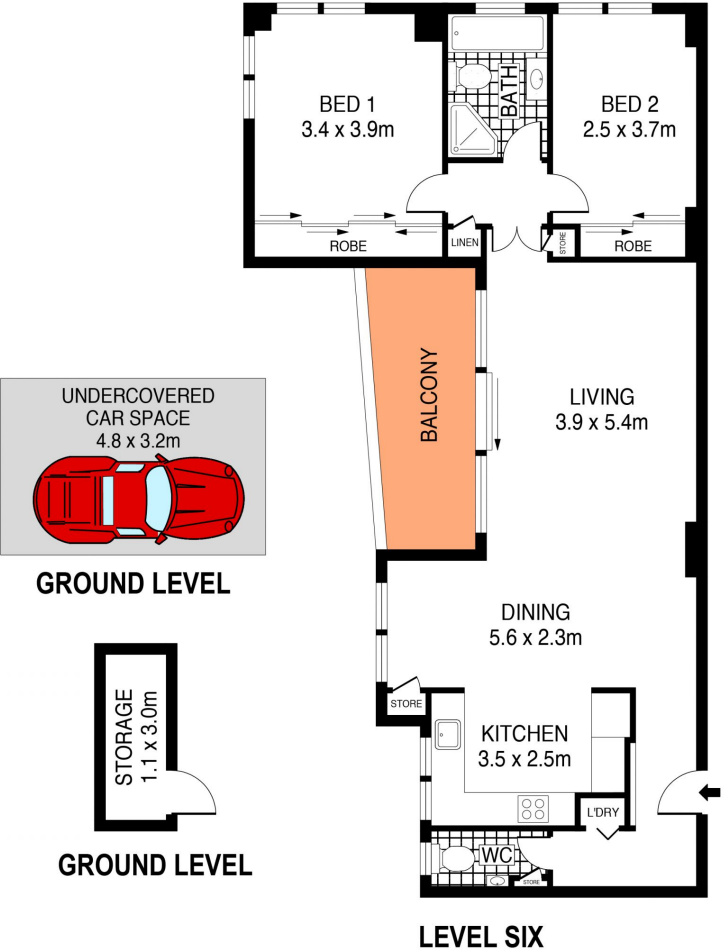 BED 1
3.4 x 3.9m
BATH
BED 2
2.5 x 3.7m
ROBE
LINEN
STORE
ROBE
BALCONY
LIVING
3.9 x 5.4m
UNDERCOVERED
CAR SPACE
4.8 x 3.2m
GROUND LEVEL
DINING
5.6 x 2.3m
STORE
KITCHEN
3.5 x 2.5m
STORAGE
1.1 x 3.0m
L'DRY
WC
STORE
GROUND LEVEL
LEVEL SIX